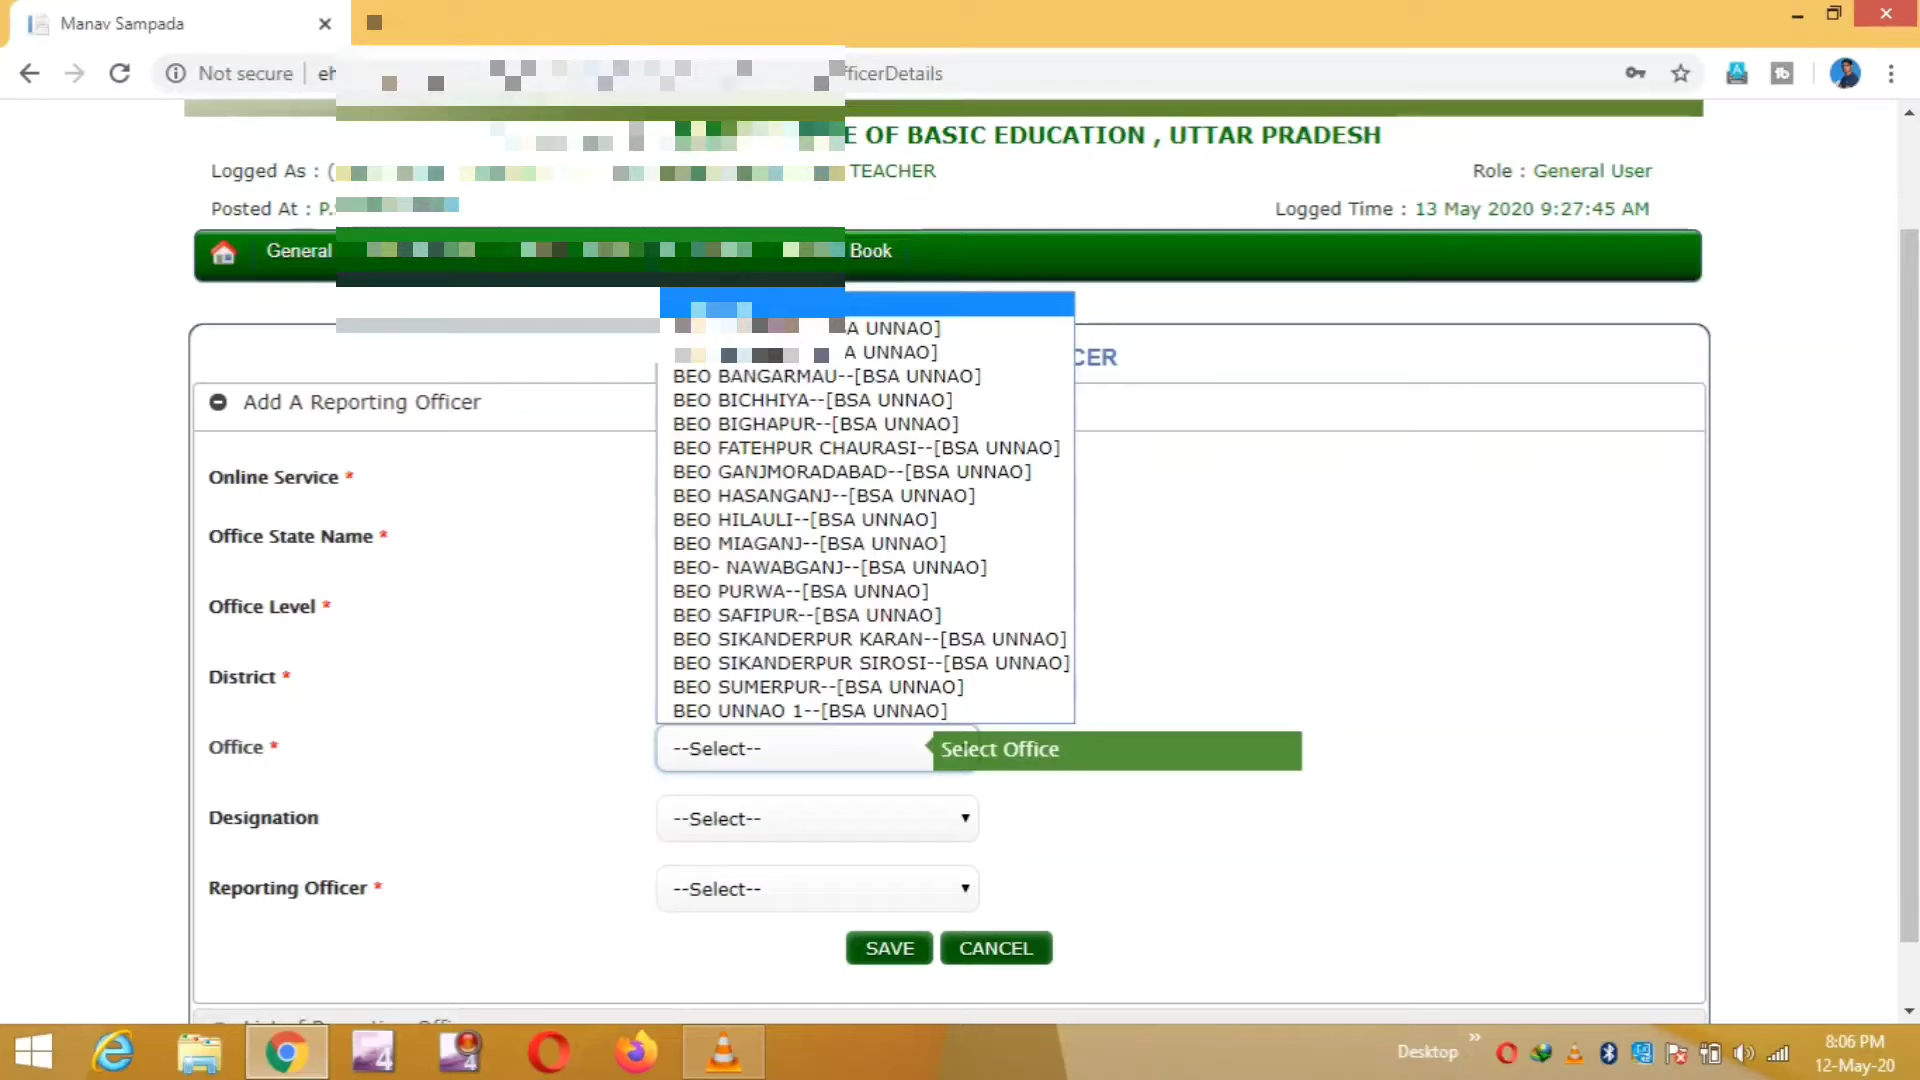 Manav Sampada
Not secure eh fficerDetails
E OF BASIC EDUCATION , UTTAR PRADESH
Logged As : ( TEACHER Role : General User
Posted At : P. Logged Time : 13 May 2020 9:27:45 AM
General Book
A UNNAO]
A UNNAO]
CER
BEO BANGARMAU--[BSA UNNAO]
Add A Reporting Officer
BEO BICHHIYA--[BSA UNNAO]
BEO BIGHAPUR--[BSA UNNAO]
BEO FATEHPUR CHAURASI--[BSA UNNAO]
BEO GANJMORADABAD--[BSA UNNAO]
Online Service *
BEO HASANGANJ--[BSA UNNAO]
BEO HILAULI--[BSA UNNAO]
Office State Name *
BEO MIAGANJ--[BSA UNNAO]
BEO- NAWABGANJ--[BSA UNNAO]
BEO PURWA--[BSA UNNAO]
Office Level *
BEO SAFIPUR--[BSA UNNAO]
BEO SIKANDERPUR KARAN--[BSA UNNAO]
BEO SIKANDERPUR SIROSI--[BSA UNNAO]
District *
BEO SUMERPUR--[BSA UNNAO]
BEO UNNAO 1--[BSA UNNAO]
Office * --Select-- Select Office
Designation --Select--
Reporting Officer * --Select--
SAVE CANCEL
Desktop
8:06 PM
12-May-20